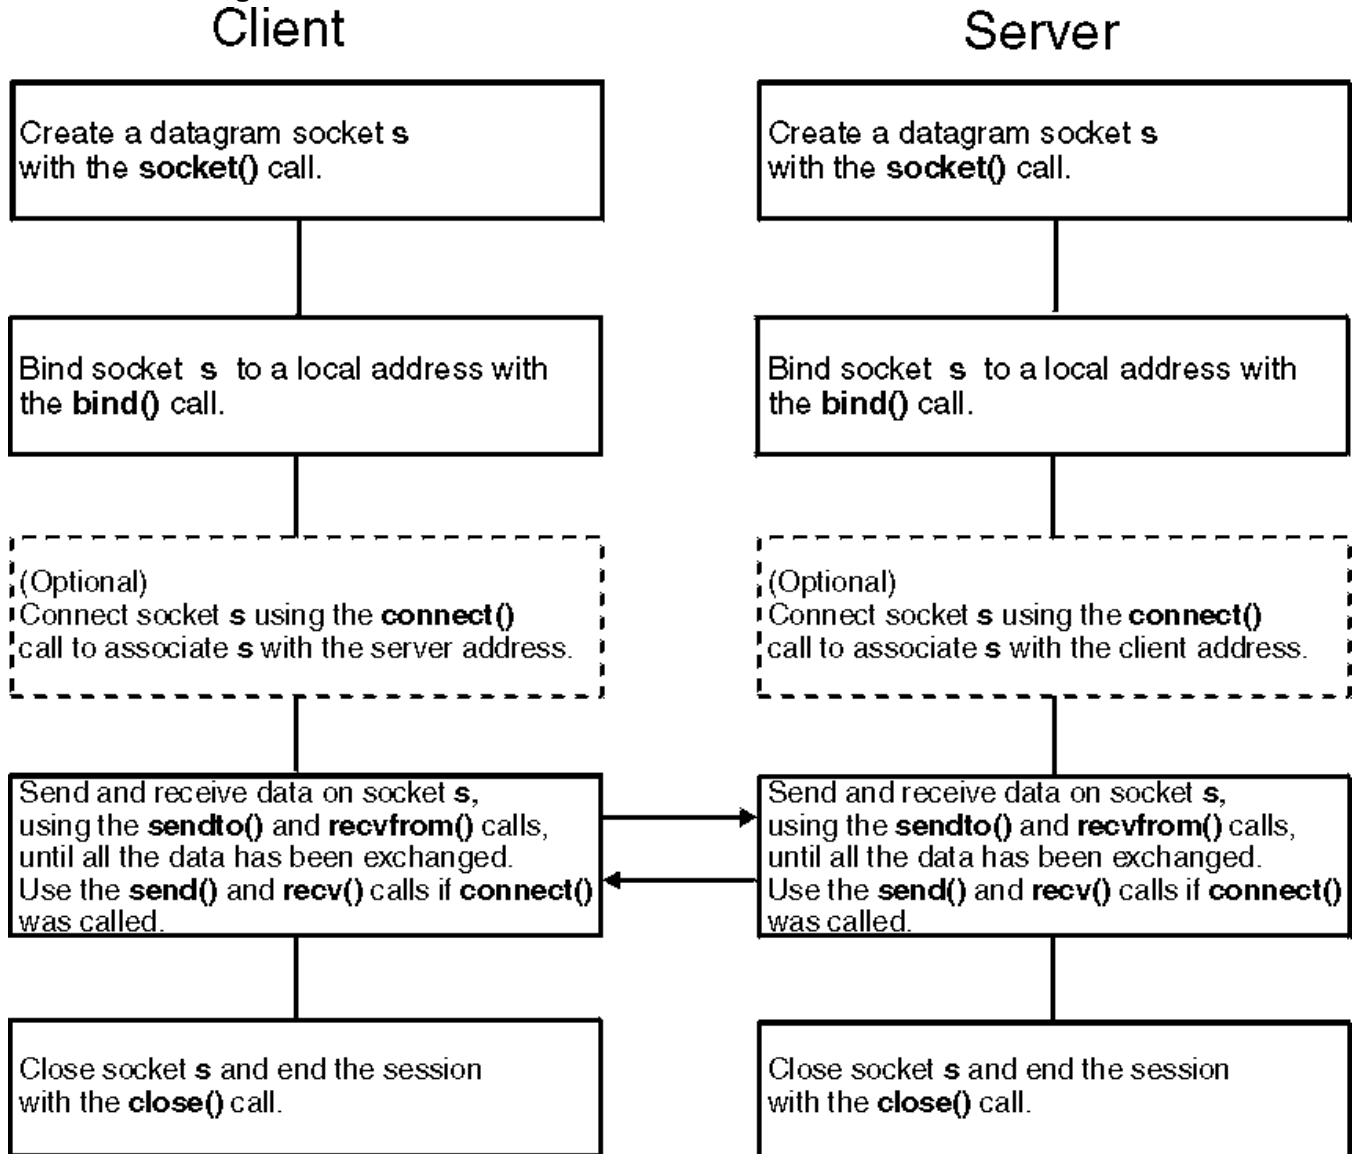 Client
Create a datagram socket s
with the socket() call.
Bind socket s to a local address with
the bind() call.
(Optional)
Connect socket s using the connect()
call to associate s with the server address.
Send and receive data on socket s,
using the sendto() and recvfrom() calls,
until all the data has been exchanged.
Use the send() and recv() calls if connect()
was called.
Close socket s and end the session
with the close() call.
Server
Create a datagram socket s
with the socket() call.
Bind socket s to a local address with
the bind() call.
(Optional)
Connect socket s using the connect()
call to associate s with the client address.
Send and receive data on socket s,
using the sendto() and recvfrom() calls,
until all the data has been exchanged.
Use the send() and recv() calls if connect()
was called.
Close socket s and end the session
with the close() call.